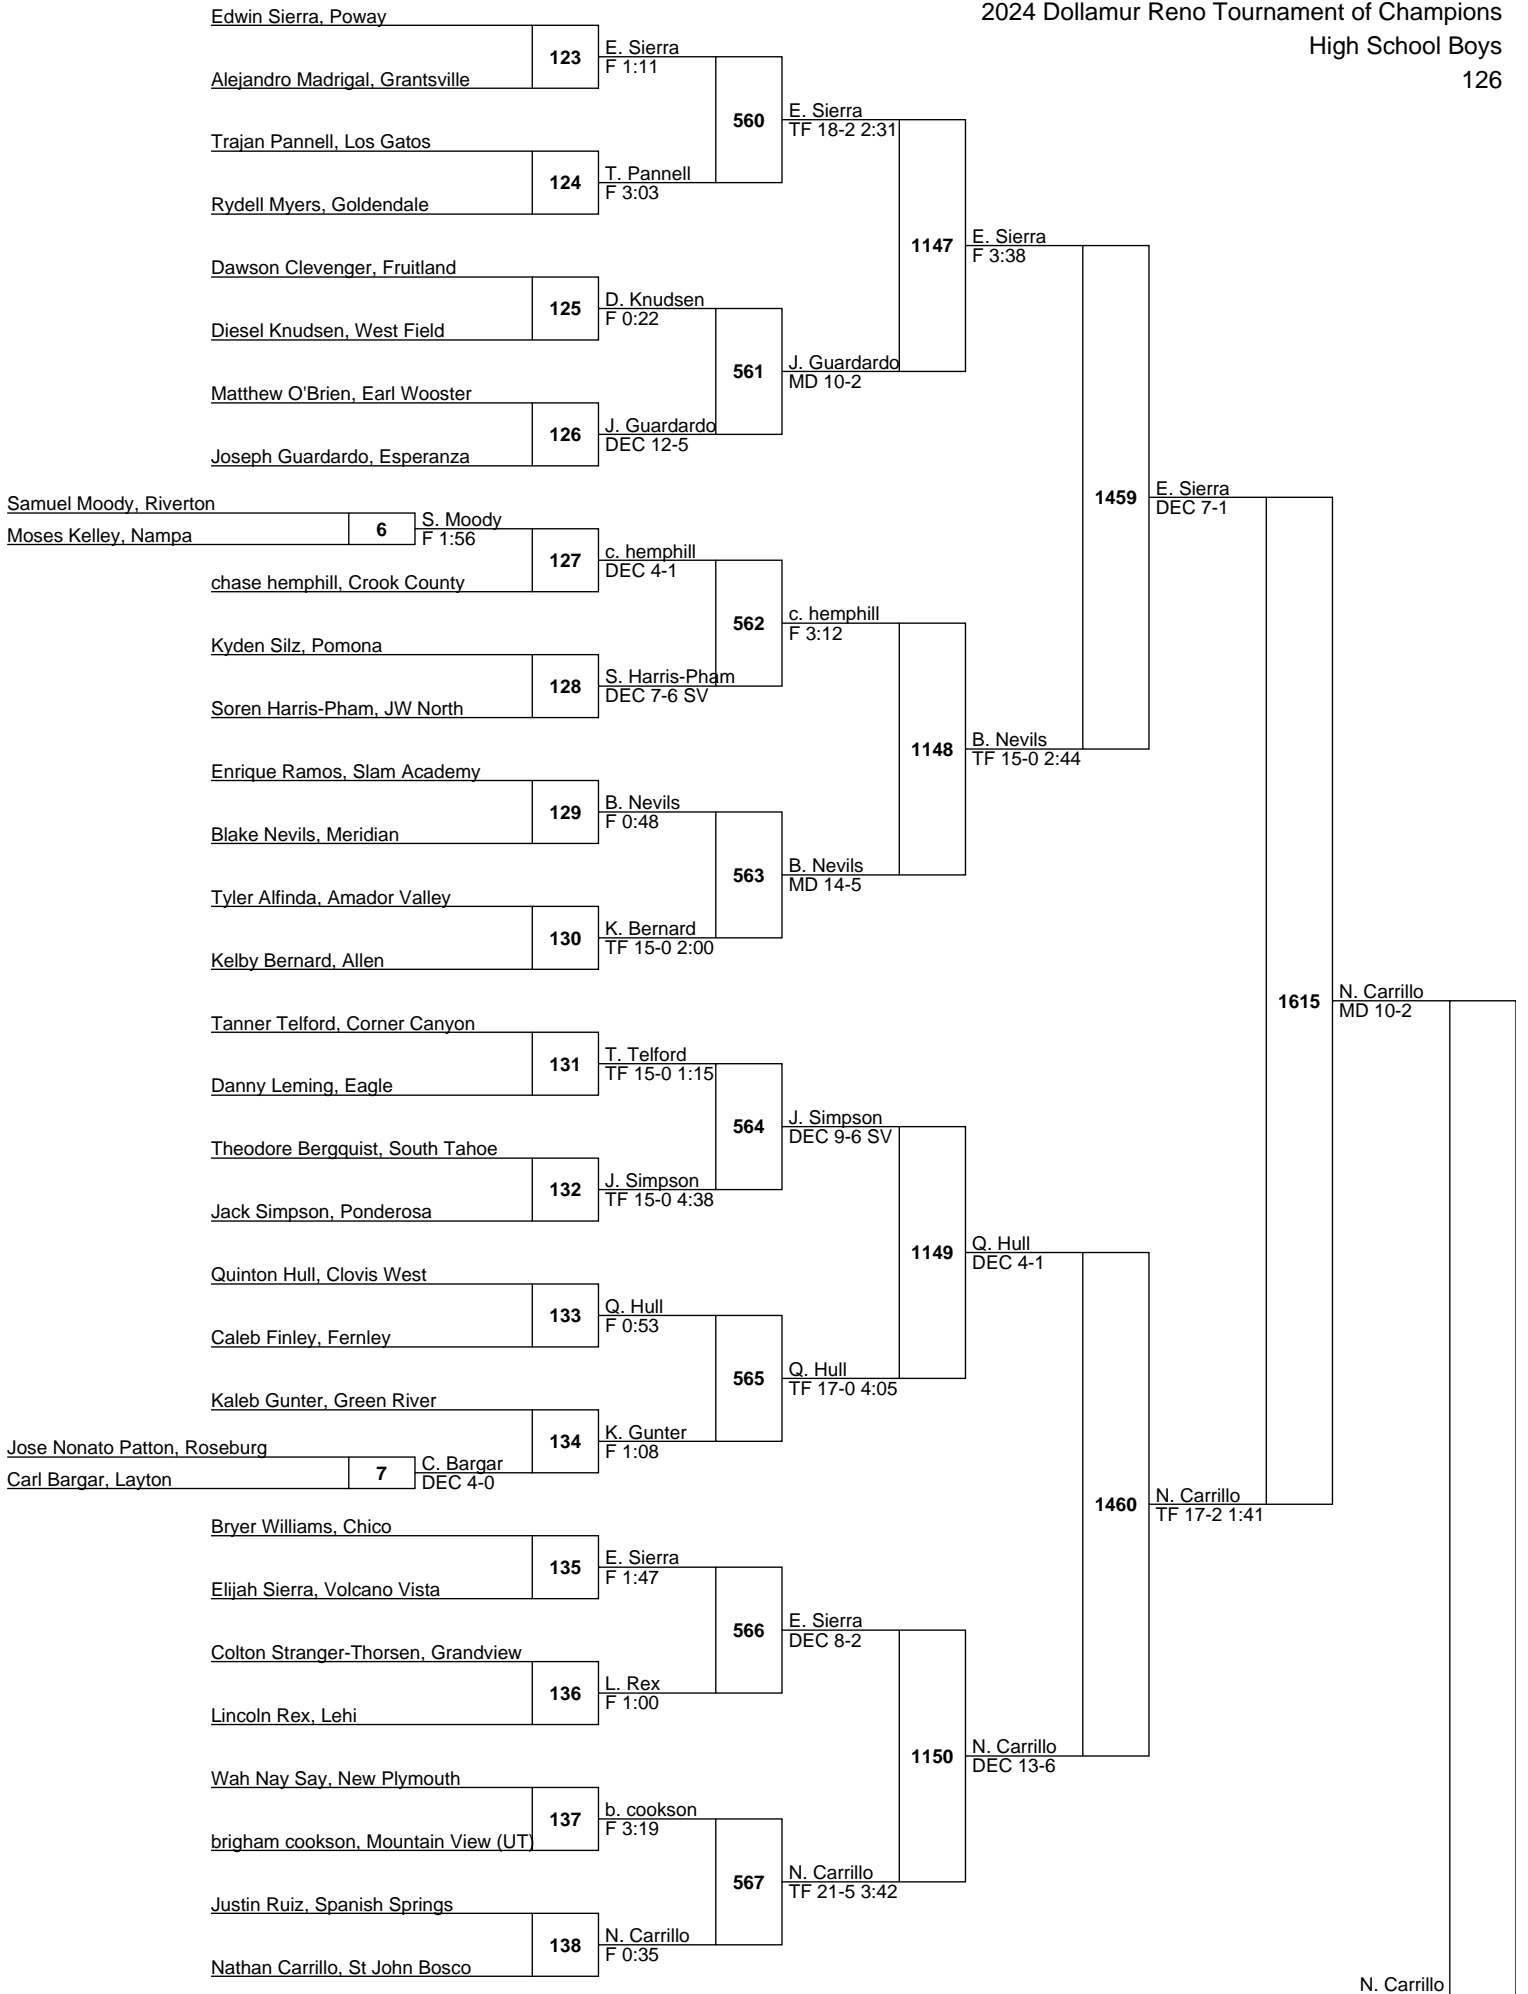 2024 Dollamur Reno Tournament of Champions
High School Boys
126
Edwin Sierra, Poway
123
E. Sierra
F 1:11
Alejandro Madrigal, Grantsville
560
E. Sierra
TF 18-2 2:31
Trajan Pannell, Los Gatos
124
T. Pannell
F 3:03
Rydell Myers, Goldendale
1147
E. Sierra
F 3:38
Dawson Clevenger, Fruitland
125
D. Knudsen
F 0:22
Diesel Knudsen, West Field
561
J. Guardardo
MD 10-2
Matthew O'Brien, Earl Wooster
126
J. Guardardo
DEC 12-5
Joseph Guardardo, Esperanza
1459
E. Sierra
DEC 7-1
Samuel Moody, Riverton
6
S. Moody
F 1:56
Moses Kelley, Nampa
127
c. hemphill
DEC 4-1
chase hemphill, Crook County
562
c. hemphill
F 3:12
Kyden Silz, Pomona
128
S. Harris-Pham
DEC 7-6 SV
Soren Harris-Pham, JW North
1148
B. Nevils
TF 15-0 2:44
Enrique Ramos, Slam Academy
129
B. Nevils
F 0:48
Blake Nevils, Meridian
563
B. Nevils
MD 14-5
Tyler Alfinda, Amador Valley
130
K. Bernard
TF 15-0 2:00
Kelby Bernard, Allen
1615
N. Carrillo
MD 10-2
Tanner Telford, Corner Canyon
131
T. Telford
TF 15-0 1:15
Danny Leming, Eagle
564
J. Simpson
DEC 9-6 SV
Theodore Bergquist, South Tahoe
132
J. Simpson
TF 15-0 4:38
Jack Simpson, Ponderosa
1149
Q. Hull
DEC 4-1
Quinton Hull, Clovis West
133
Q. Hull
F 0:53
Caleb Finley, Fernley
565
Q. Hull
TF 17-0 4:05
Kaleb Gunter, Green River
134
K. Gunter
F 1:08
Jose Nonato Patton, Roseburg
7
C. Bargar
DEC 4-0
Carl Bargar, Layton
1460
N. Carrillo
TF 17-2 1:41
Bryer Williams, Chico
135
E. Sierra
F 1:47
Elijah Sierra, Volcano Vista
566
E. Sierra
DEC 8-2
Colton Stranger-Thorsen, Grandview
136
L. Rex
F 1:00
Lincoln Rex, Lehi
1150
N. Carrillo
DEC 13-6
Wah Nay Say, New Plymouth
137
b. cookson
F 3:19
brigham cookson, Mountain View (UT)
567
N. Carrillo
TF 21-5 3:42
Justin Ruiz, Spanish Springs
138
N. Carrillo
F 0:35
Nathan Carrillo, St John Bosco
N. Carrillo